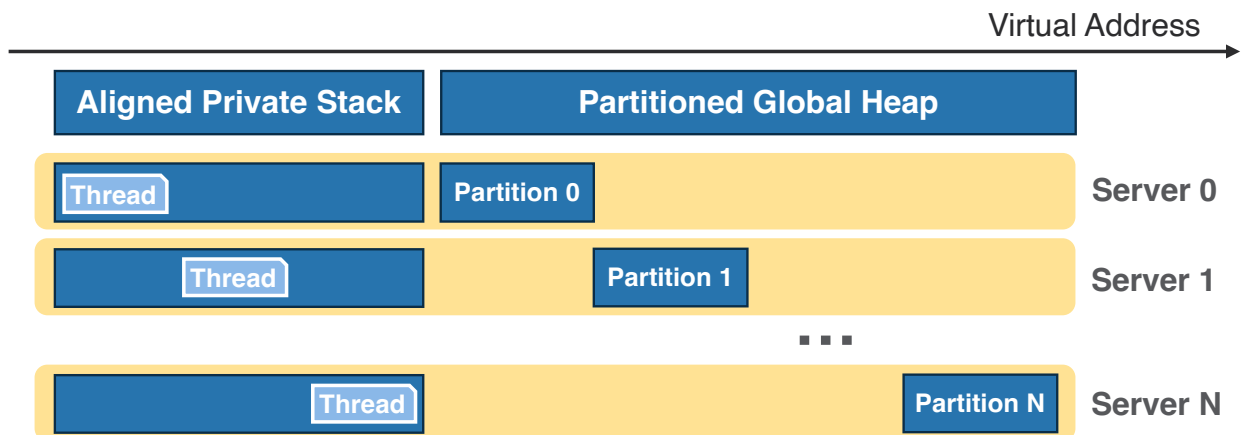 Virtual Address
Aligned Private Stack
Partitioned Global Heap
Thread
Partition 0
Server 0
Thread
Partition 1
Server 1
...
Thread
Partition N
Server N